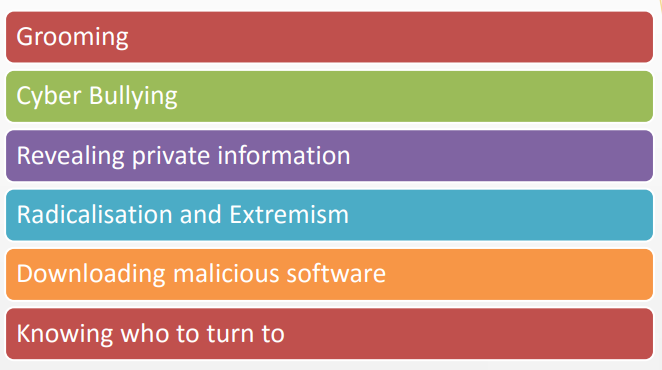 Grooming
Cyber Bullying
Revealing private information
Radicalisation and Extremism
Downloading malicious software
Knowing who to turn to